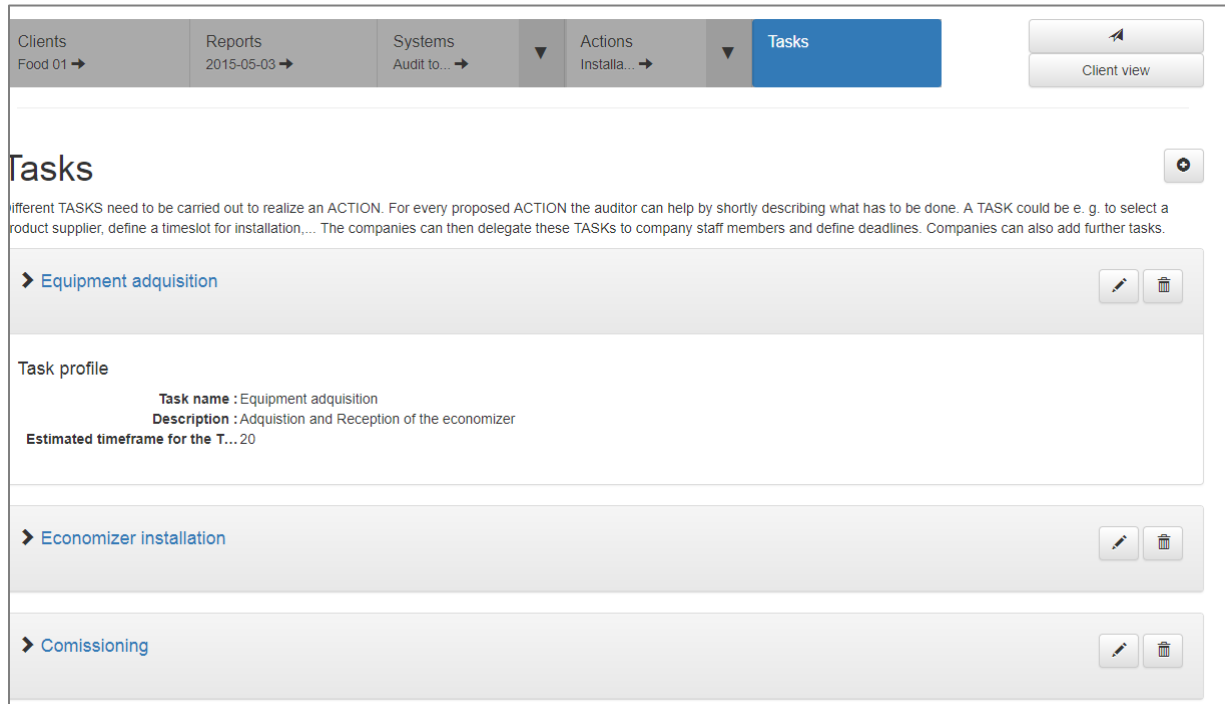 Clients
Food 01 ➔
Reports
2015-05-03 ➔
Systems
Audit to... ➔
▼
Actions
Installa... ➔
▼
Tasks
Client view
Tasks
ifferent TASKS need to be carried out to realize an ACTION. For every proposed ACTION the auditor can help by shortly describing what has to be done. A TASK could be e. g. to select a
roduct supplier, define a timeslot for installation,... The companies can then delegate these TASKs to company staff members and define deadlines. Companies can also add further tasks.
Equipment adquisition
Task profile
Task name : Equipment adquisition
Description : Adquistion and Reception of the economizer
Estimated timeframe for the T... 20
Economizer installation
Comissioning